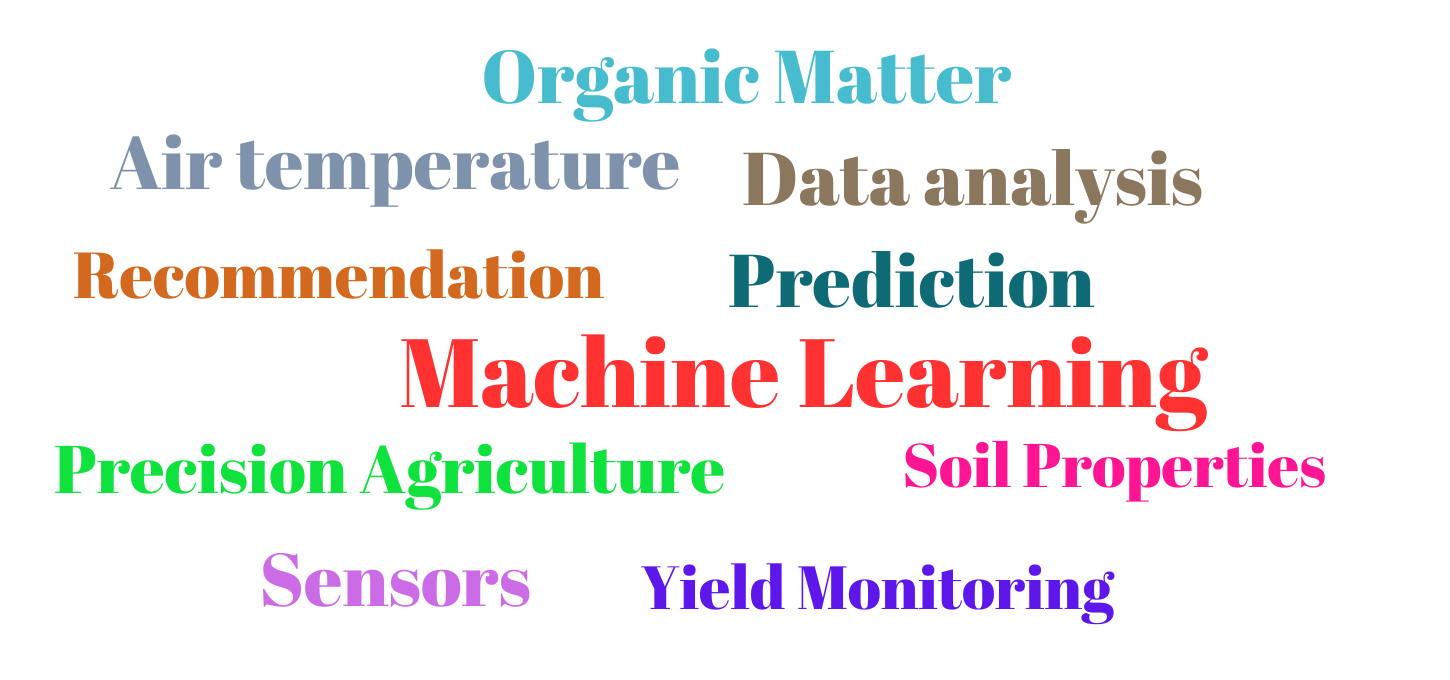 Organic Matter
Air temperature
Data analysis
Recommendation
Prediction
Machine Learning
Precision Agriculture
Soil Properties
Sensors
Yield Monitoring